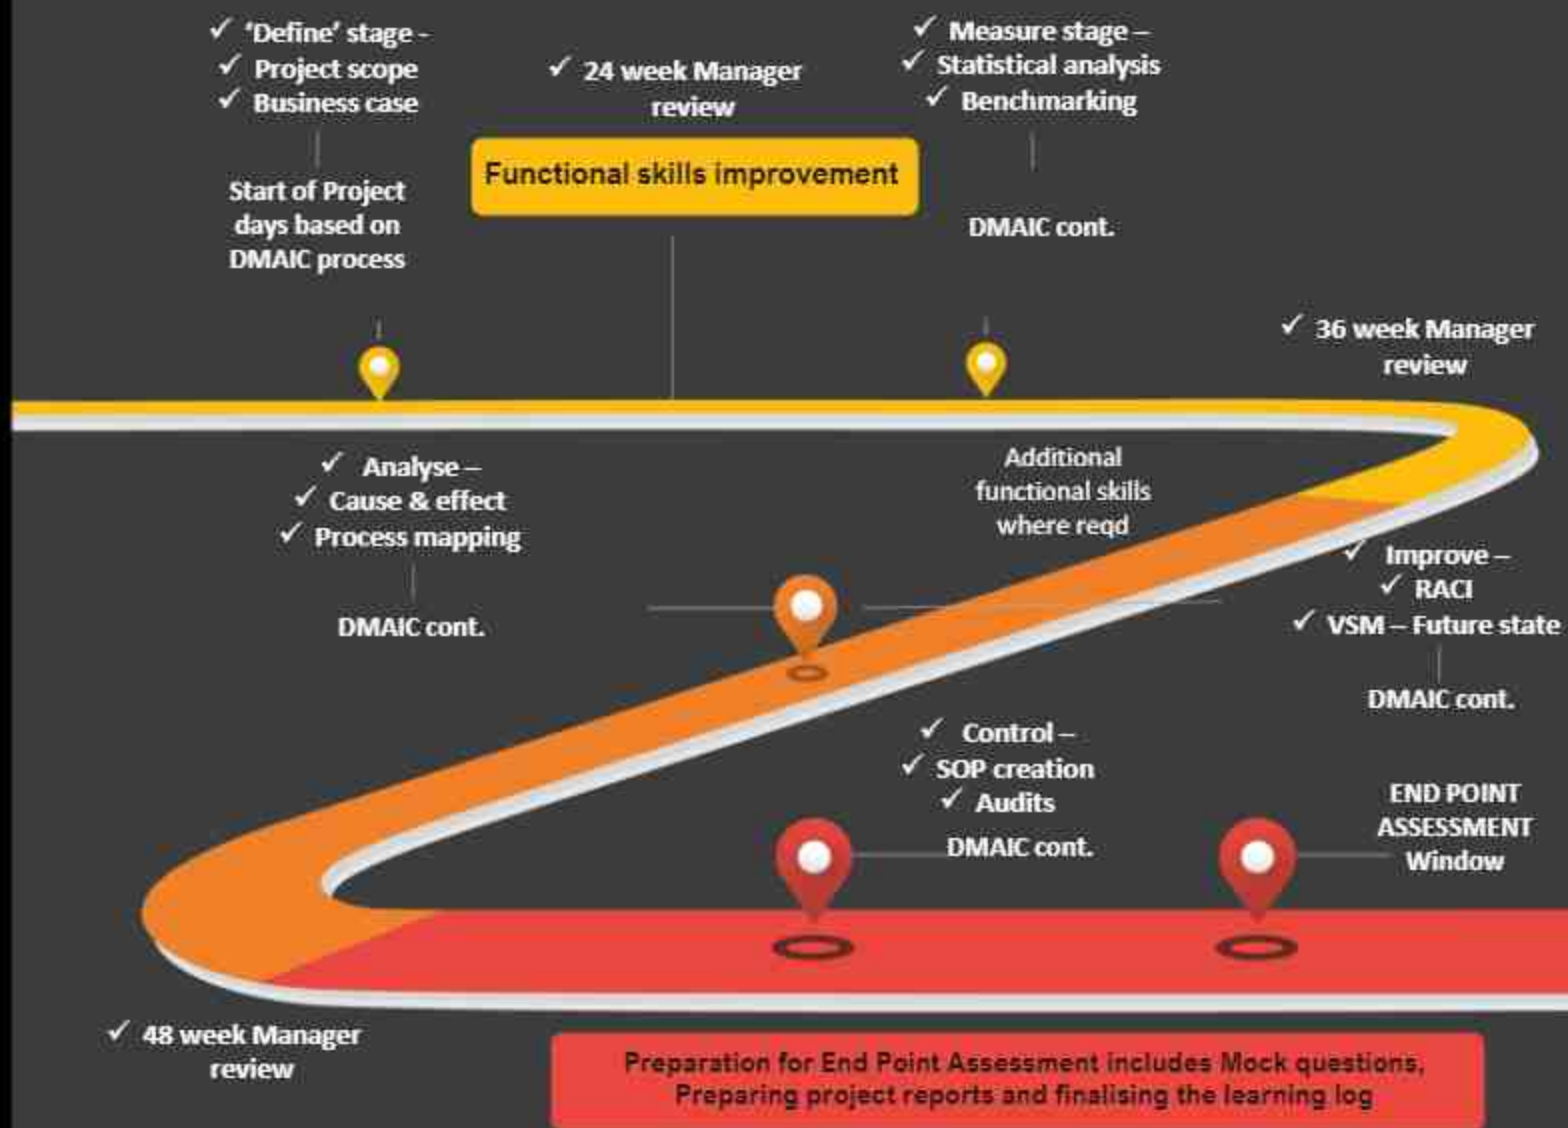 ✓ ‘Define’ stage -
✓ Project scope
✓ Business case
Start of Project
days based on
DMAIC process
✓ 24 week Manager
review
Functional skills improvement
✓ Measure stage –
✓ Statistical analysis
✓ Benchmarking
DMAIC cont.
✓ 36 week Manager
review
✓ Analyse –
✓ Cause & effect
✓ Process mapping
DMAIC cont.
Additional
functional skills
where reqd
✓ Improve –
✓ RACI
✓ VSM – Future state
DMAIC cont.
✓ Control –
✓ SOP creation
✓ Audits
DMAIC cont.
END POINT
ASSESSMENT
Window
✓ 48 week Manager
review
Preparation for End Point Assessment includes Mock questions,
Preparing project reports and finalising the learning log